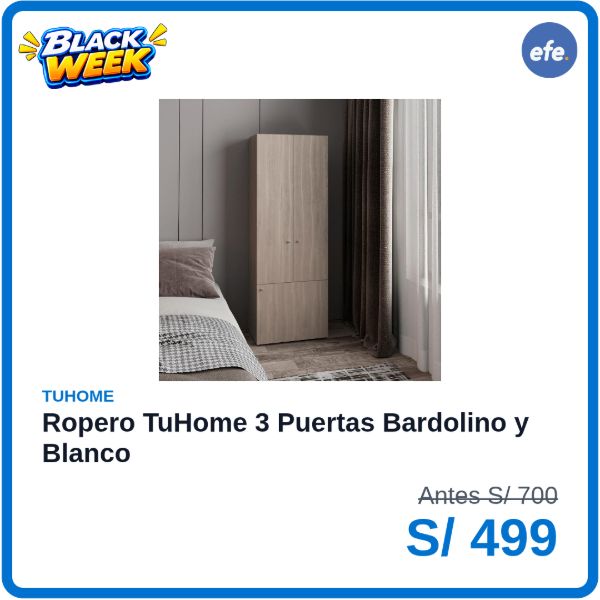 BLACK
WEEK
efe.
TUHOME
Ropero TuHome 3 Puertas Bardolino y
Blanco
Antes S/ 700
S/ 499